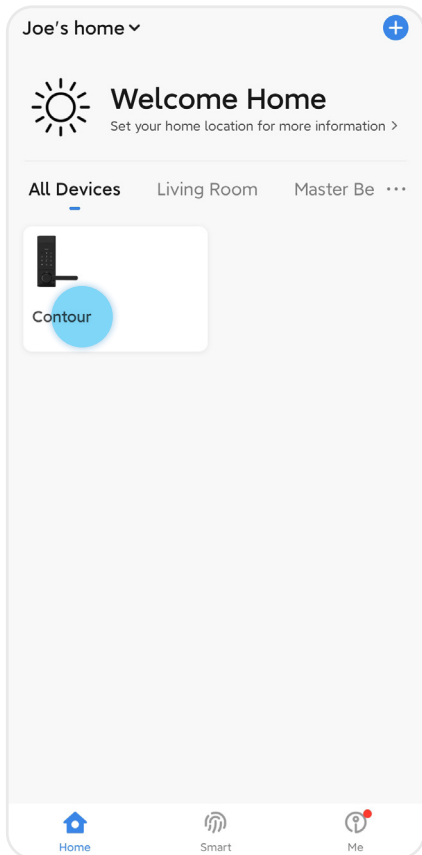 Joe's home
Welcome Home
Set your home location for more information >
All Devices Living Room Master Be ...
Contour
Home Smart Me